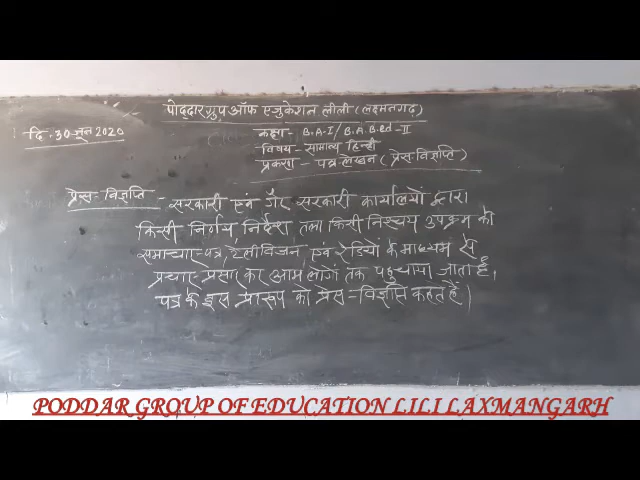 पोद्दार ग्रुप ऑफ एजुकेशन लीली (लक्ष्मनगढ़)
दि. 30 जून 2020
कक्षा - B.A-I / B.A.B.ed-II
विषय - सामान्य हिन्दी
प्रकरण - पत्र-लेखन (प्रेस-विज्ञप्ति)
प्रेस-विज्ञप्ति - सरकारी एवं गैर सरकारी कार्यालयों द्वारा
किसी निर्णय, निर्देश तथा किसी निश्चय उपक्रम को
समाचार-पत्र, टेलीविजन, एवं रेडियों के माध्यम से
प्रचार प्रसार कर आम लोगों तक पहुचाया जाता है,
पत्र के इस प्रारूप को प्रेस-विज्ञप्ति कहते हैं।
PODDAR GROUP OF EDUCATION LILI LAXMANGARH